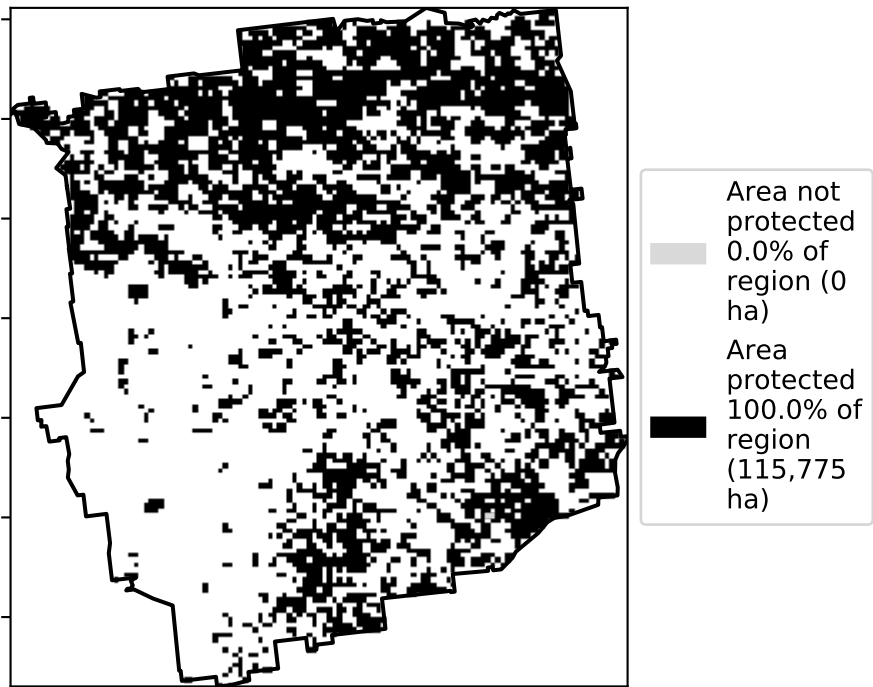 Area not
protected
0.0% of
region (0
ha)
Area
protected
100.0% of
region
(115,775
ha)